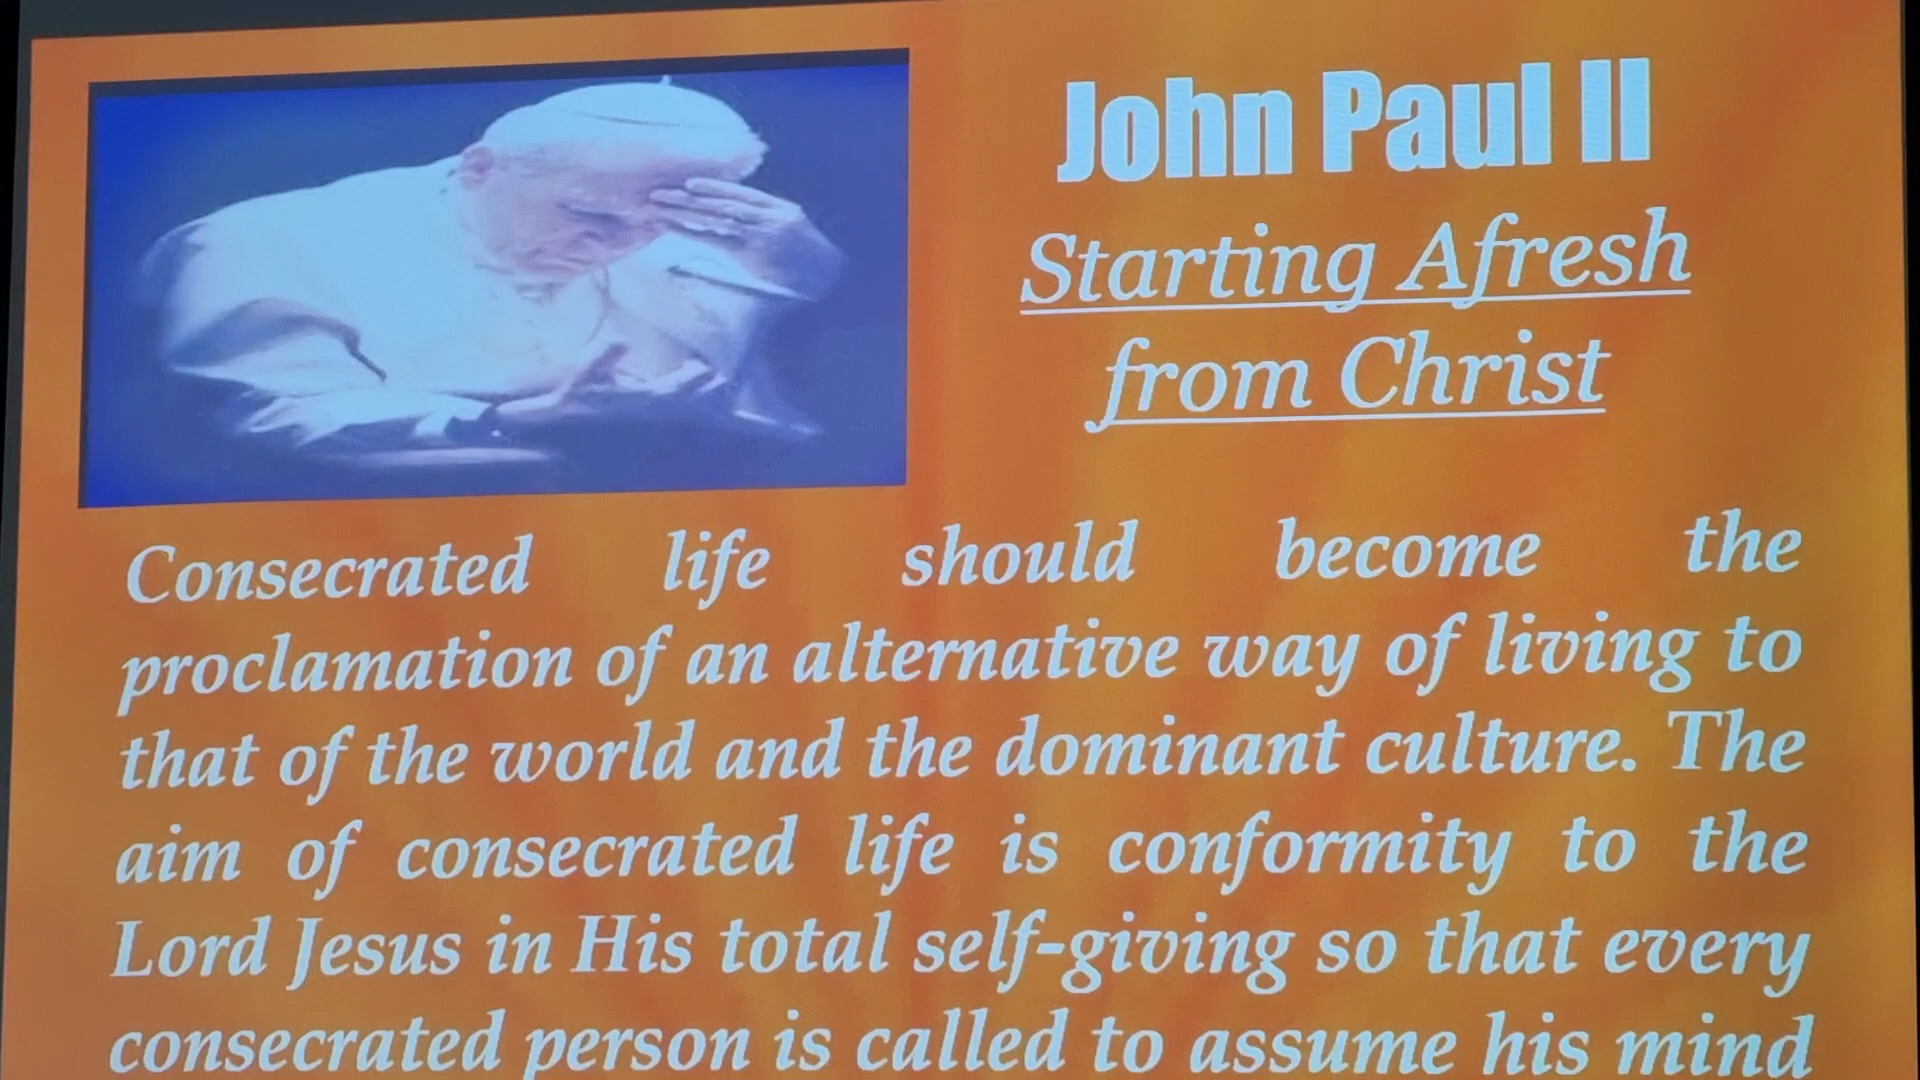 John Paul II
Starting Afresh
from Christ
Consecrated life should become the
proclamation of an alternative way of living to
that of the world and the dominant culture. The
aim of consecrated life is conformity to the
Lord Jesus in His total self-giving so that every
consecrated person is called to assume his mind